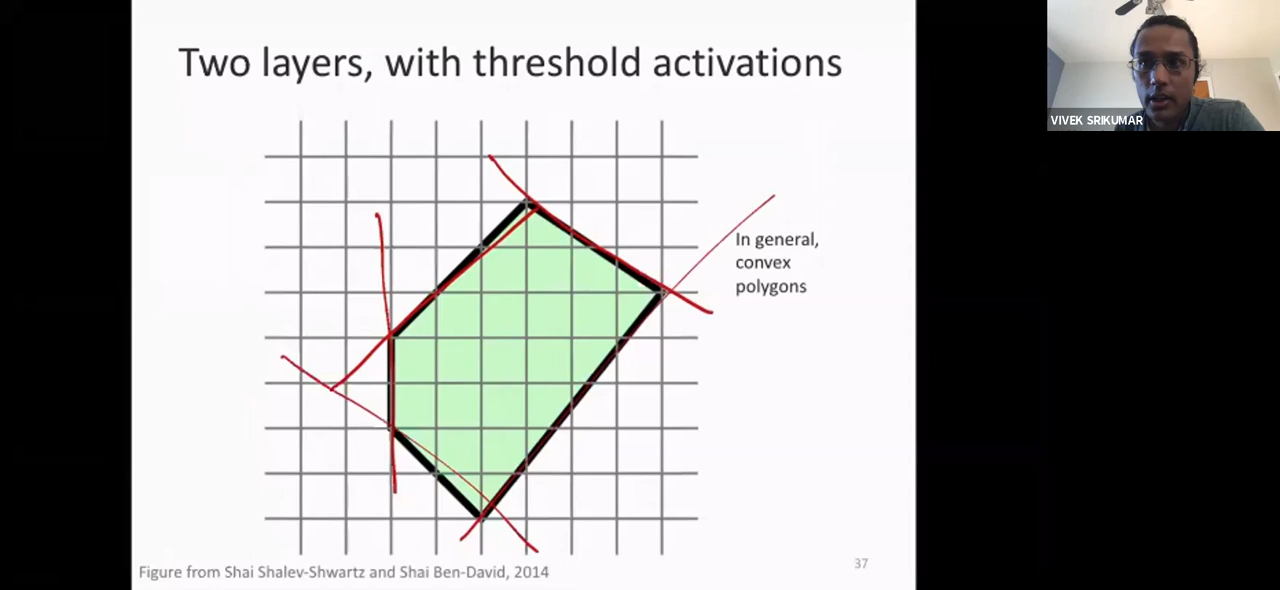 Two layers, with threshold activations
VIVEK SRIKUMAR
In general,
convex
polygons
Figure from Shai Shalev-Shwartz and Shai Ben-David, 2014
37